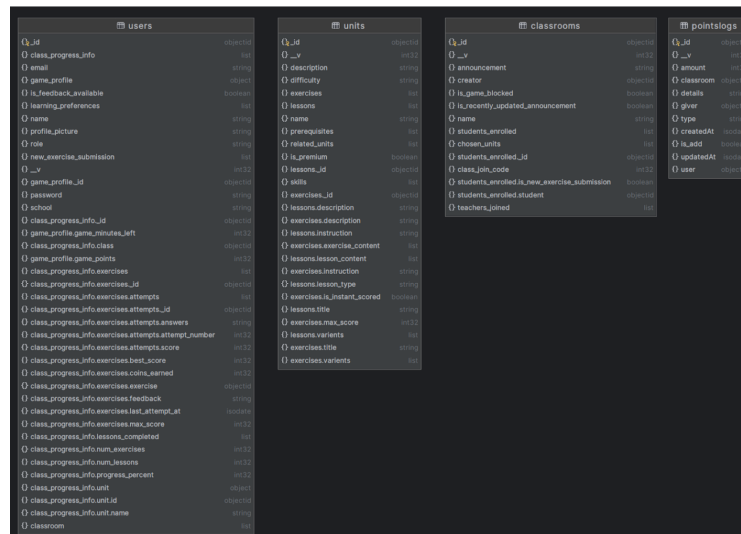 users
_id objectid
class_progress_info list
email string
game_profile object
is_feedback_available boolean
learning_preferences list
name string
profile_picture string
role string
new_exercise_submission list
__v int32
game_profile._id objectid
password string
school string
class_progress_info._id objectid
game_profile.game_minutes_left int32
class_progress_info.class objectid
game_profile.game_points int32
class_progress_info.exercises list
class_progress_info.exercises._id objectid
class_progress_info.exercises.attempts list
class_progress_info.exercises.attempts._id objectid
class_progress_info.exercises.attempts.answers string
class_progress_info.exercises.attempts.attempt_number int32
class_progress_info.exercises.attempts.score int32
class_progress_info.exercises.best_score int32
class_progress_info.exercises.coins_earned int32
class_progress_info.exercises.exercise objectid
class_progress_info.exercises.feedback string
class_progress_info.exercises.last_attempt_at isodate
class_progress_info.exercises.max_score int32
class_progress_info.lessons_completed list
class_progress_info.num_exercises int32
class_progress_info.num_lessons int32
class_progress_info.progress_percent int32
class_progress_info.unit object
class_progress_info.unit.id objectid
class_progress_info.unit.name string
classroom list
units
_id objectid
__v int32
description string
difficulty string
exercises list
lessons list
name string
prerequisites list
related_units list
is_premium boolean
lessons._id objectid
skills list
exercises._id objectid
lessons.description string
exercises.description string
lessons.instruction string
exercises.exercise_content list
lessons.lesson_content list
exercises.instruction string
lessons.lesson_type string
exercises.is_instant_scored boolean
lessons.title string
exercises.max_score int32
lessons.varients list
exercises.title string
exercises.varients list
classrooms
_id objectid
__v int32
announcement string
creator objectid
is_game_blocked boolean
is_recently_updated_announcement boolean
name string
students_enrolled list
chosen_units list
students_enrolled._id objectid
class_join_code int32
students_enrolled.is_new_exercise_submission boolean
students_enrolled.student objectid
teachers_joined list
pointslogs
_id
__v
amount
classroom
details
giver
type
createdAt
is_add
updatedAt
user